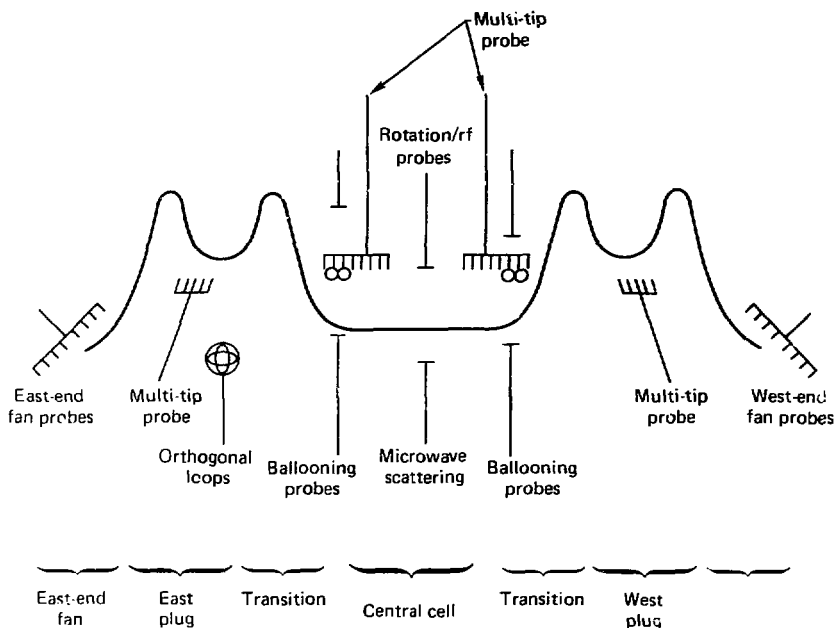 Multi-tip
probe
Rotation/rf
probes
East-end
fan probes
Multi-tip
probe
Orthogonal
loops
Ballooning
probes
Microwave
scattering
Ballooning
probes
Multi-tip
probe
West-end
fan probes
East-end
fan
East
plug
Transition
Central cell
Transition
West
plug